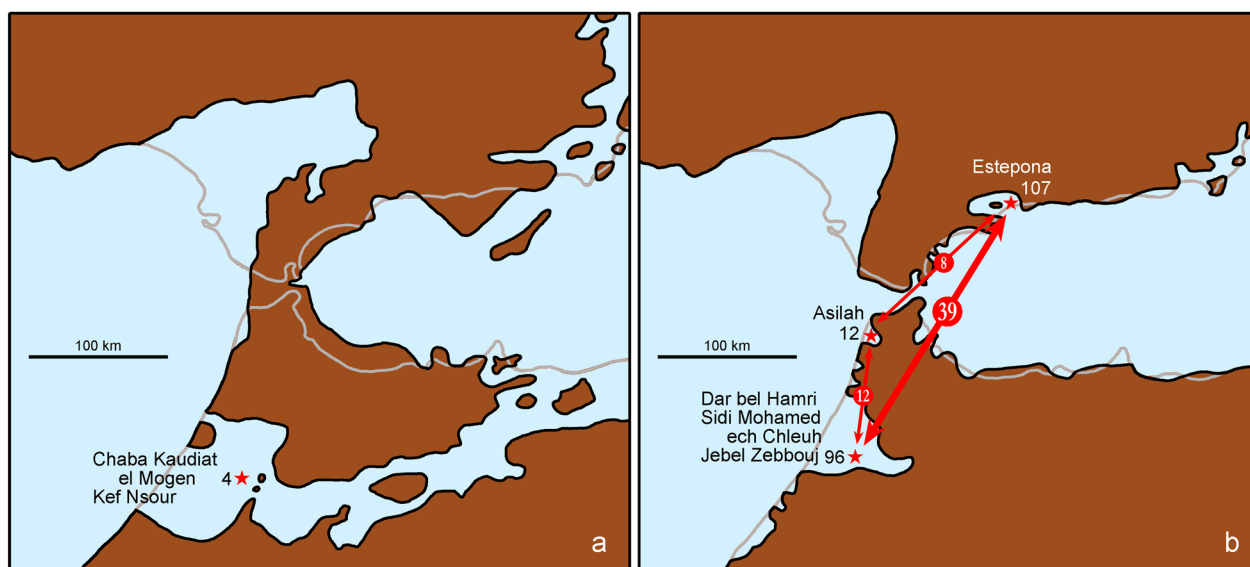 100 km
Chaba Kaudiat
el Mogen
Kef Nsour
4
a
Estepona
107
8
39
Asilah
12
100 km
12
Dar bel Hamri
Sidi Mohamed
ech Chleuh
Jebel Zebbouj 96
b